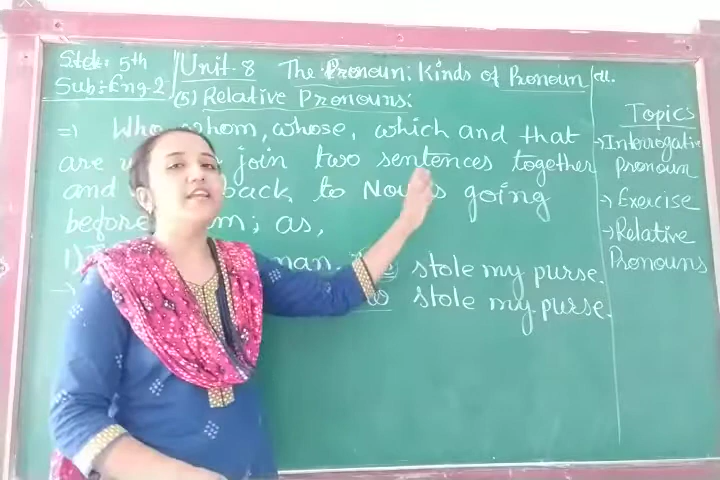 Std:- 5th
Sub:-Eng-2
Unit-8 The Pronoun: Kinds of Pronoun
(5) Relative Pronouns:
⇒ Who, whom, whose, which and that
are join two sentences together
and back to going
before ; as,
1) man. stole my purse.
→ stole my purse.
Topics
→ Interrogative
Pronoun
→ Exercise
→ Relative
Pronouns